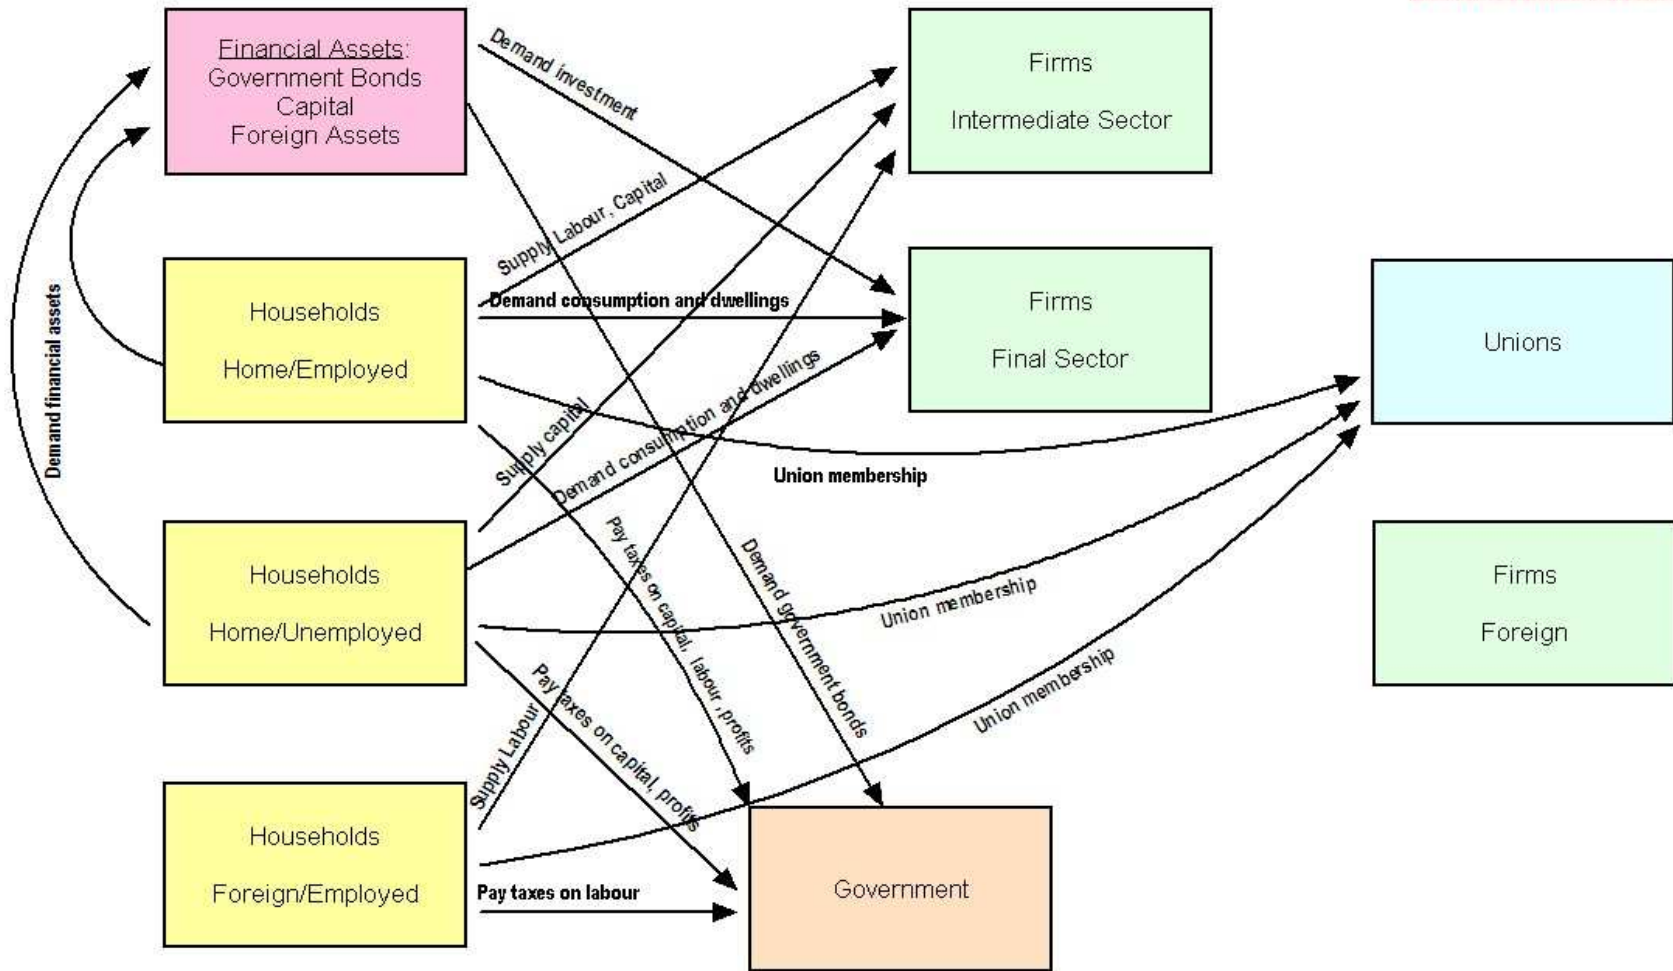 Financial Assets:
Government Bonds
Capital
Foreign Assets
Firms
Intermediate Sector
Demand investment
Supply Labour, Capital
Households
Home/Employed
Demand consumption and dwellings
Firms
Final Sector
Unions
Demand financial assets
Supply capital
Demand consumption and dwellings
Union membership
Households
Home/Unemployed
Pay taxes on capital, labour, profits
Demand government bonds
Union membership
Firms
Foreign
Pay taxes on capital, profits
Union membership
Supply Labour
Households
Foreign/Employed
Pay taxes on labour
Government